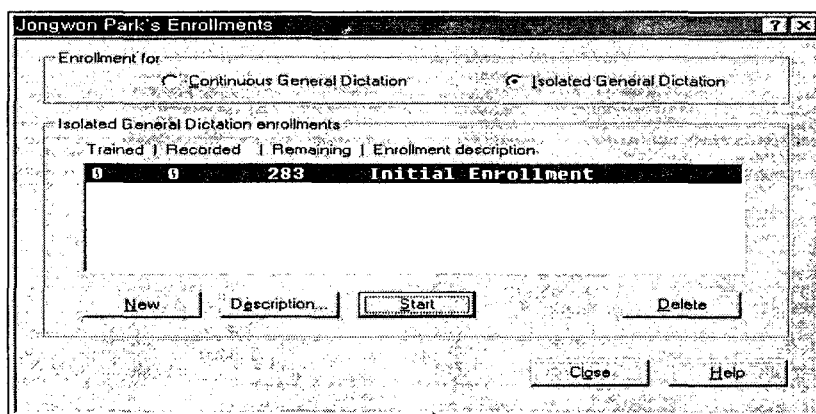 Jongwon Park's Enrollments ? ×
Enrollment for
Continuous General Dictation Isolated General Dictation
Isolated General Dictation enrollments
Trained | Recorded | Remaining | Enrollment description
0 0 283 Initial Enrollment
New Description... Start Delete
Close Help